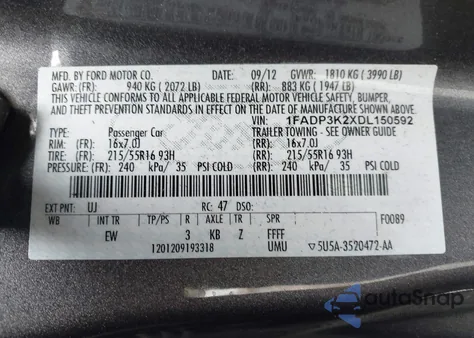 MFD. BY FORD MOTOR CO. DATE: 09/12 GVWR: 1810 KG ( 3990 LB)
GAWR: (FR): 940 KG ( 2072 LB) (RR): 883 KG ( 1947 LB)
THIS VEHICLE CONFORMS TO ALL APPLICABLE FEDERAL MOTOR VEHICLE SAFETY, BUMPER,
AND THEFT PREVENTION STANDARDS IN EFFECT ON THE DATE OF MANUFACTURE SHOWN ABOVE.
VIN: 1FADP3K2XDL150592
TYPE: Passenger Car TRAILER TOWING - SEE OWNER GUIDE
RIM: (FR) 16x7.0J (RR): 16x7.0J
TIRE: (FR): 215/55R16 93H (RR): 215/55R16 93H
PRESSURE: (FR): 240 kPa/ 35 PSI COLD (RR): 240 kPa/ 35 PSI COLD
EXT PNT: UJ RC: 47 DSO:
WB INT TR TP/PS R AXLE TR SPR F0089
EW 3 KB Z FFFF
1201209193318 UMU ▽5U5A-3520472-AA
autoSnap